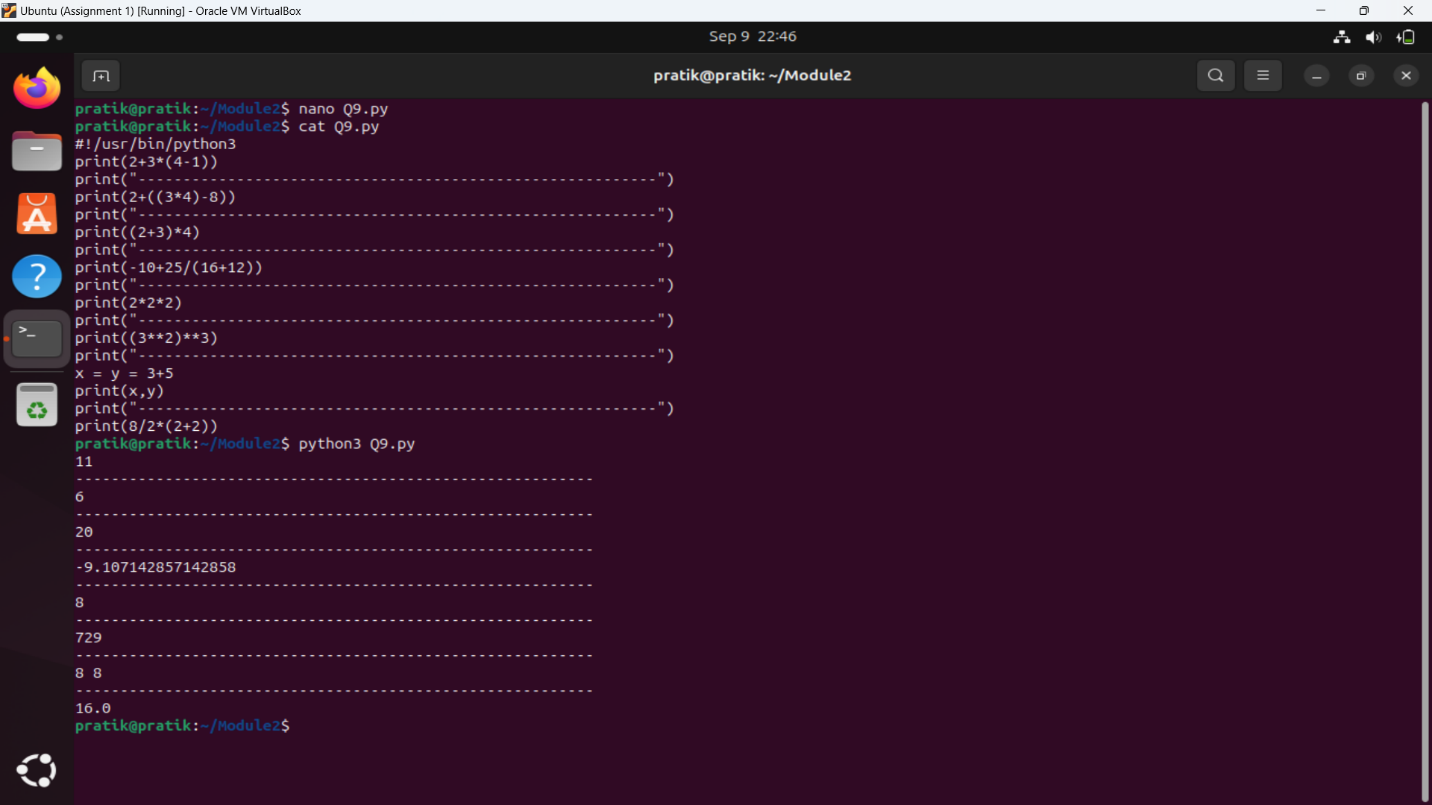 Ubuntu (Assignment 1) [Running] - Oracle VM VirtualBox
Sep 9 22:46
pratik@pratik: ~/Module2
pratik@pratik:~/Module2$ nano Q9.py
pratik@pratik:~/Module2$ cat Q9.py
#!/usr/bin/python3
print(2+3*(4-1))
print("----------------------------------------------------------")
print(2+((3*4)-8))
print("----------------------------------------------------------")
print((2+3)*4)
print("----------------------------------------------------------")
print(-10+25/(16+12))
print("----------------------------------------------------------")
print(2*2*2)
print("----------------------------------------------------------")
print((3**2)**3)
print("----------------------------------------------------------")
x = y = 3+5
print(x,y)
print("----------------------------------------------------------")
print(8/2*(2+2))
pratik@pratik:~/Module2$ python3 Q9.py
11
----------------------------------------------------------
6
----------------------------------------------------------
20
----------------------------------------------------------
-9.107142857142858
----------------------------------------------------------
8
----------------------------------------------------------
729
----------------------------------------------------------
8 8
----------------------------------------------------------
16.0
pratik@pratik:~/Module2$